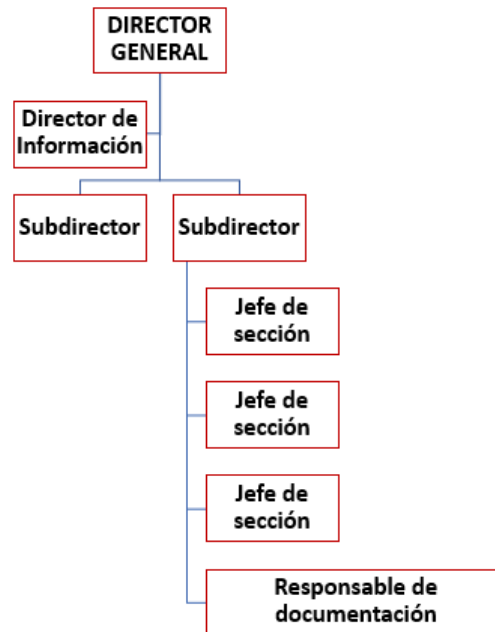 DIRECTOR
GENERAL
Director de
Información
Subdirector
Subdirector
Jefe de
sección
Jefe de
sección
Jefe de
sección
Responsable de
documentación